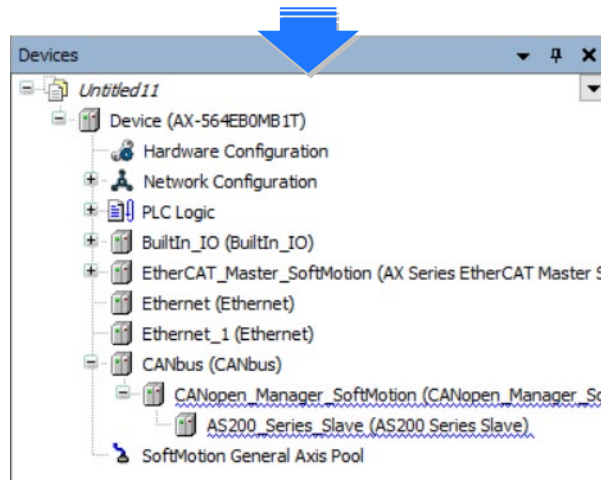 Devices
Untitled11
Device (AX-564EB0MB1T)
Hardware Configuration
Network Configuration
PLC Logic
BuiltIn_IO (BuiltIn_IO)
EtherCAT_Master_SoftMotion (AX Series EtherCAT Master S
Ethernet (Ethernet)
Ethernet_1 (Ethernet)
CANbus (CANbus)
CANopen_Manager_SoftMotion (CANopen_Manager_So
AS200_Series_Slave (AS200 Series Slave)
SoftMotion General Axis Pool